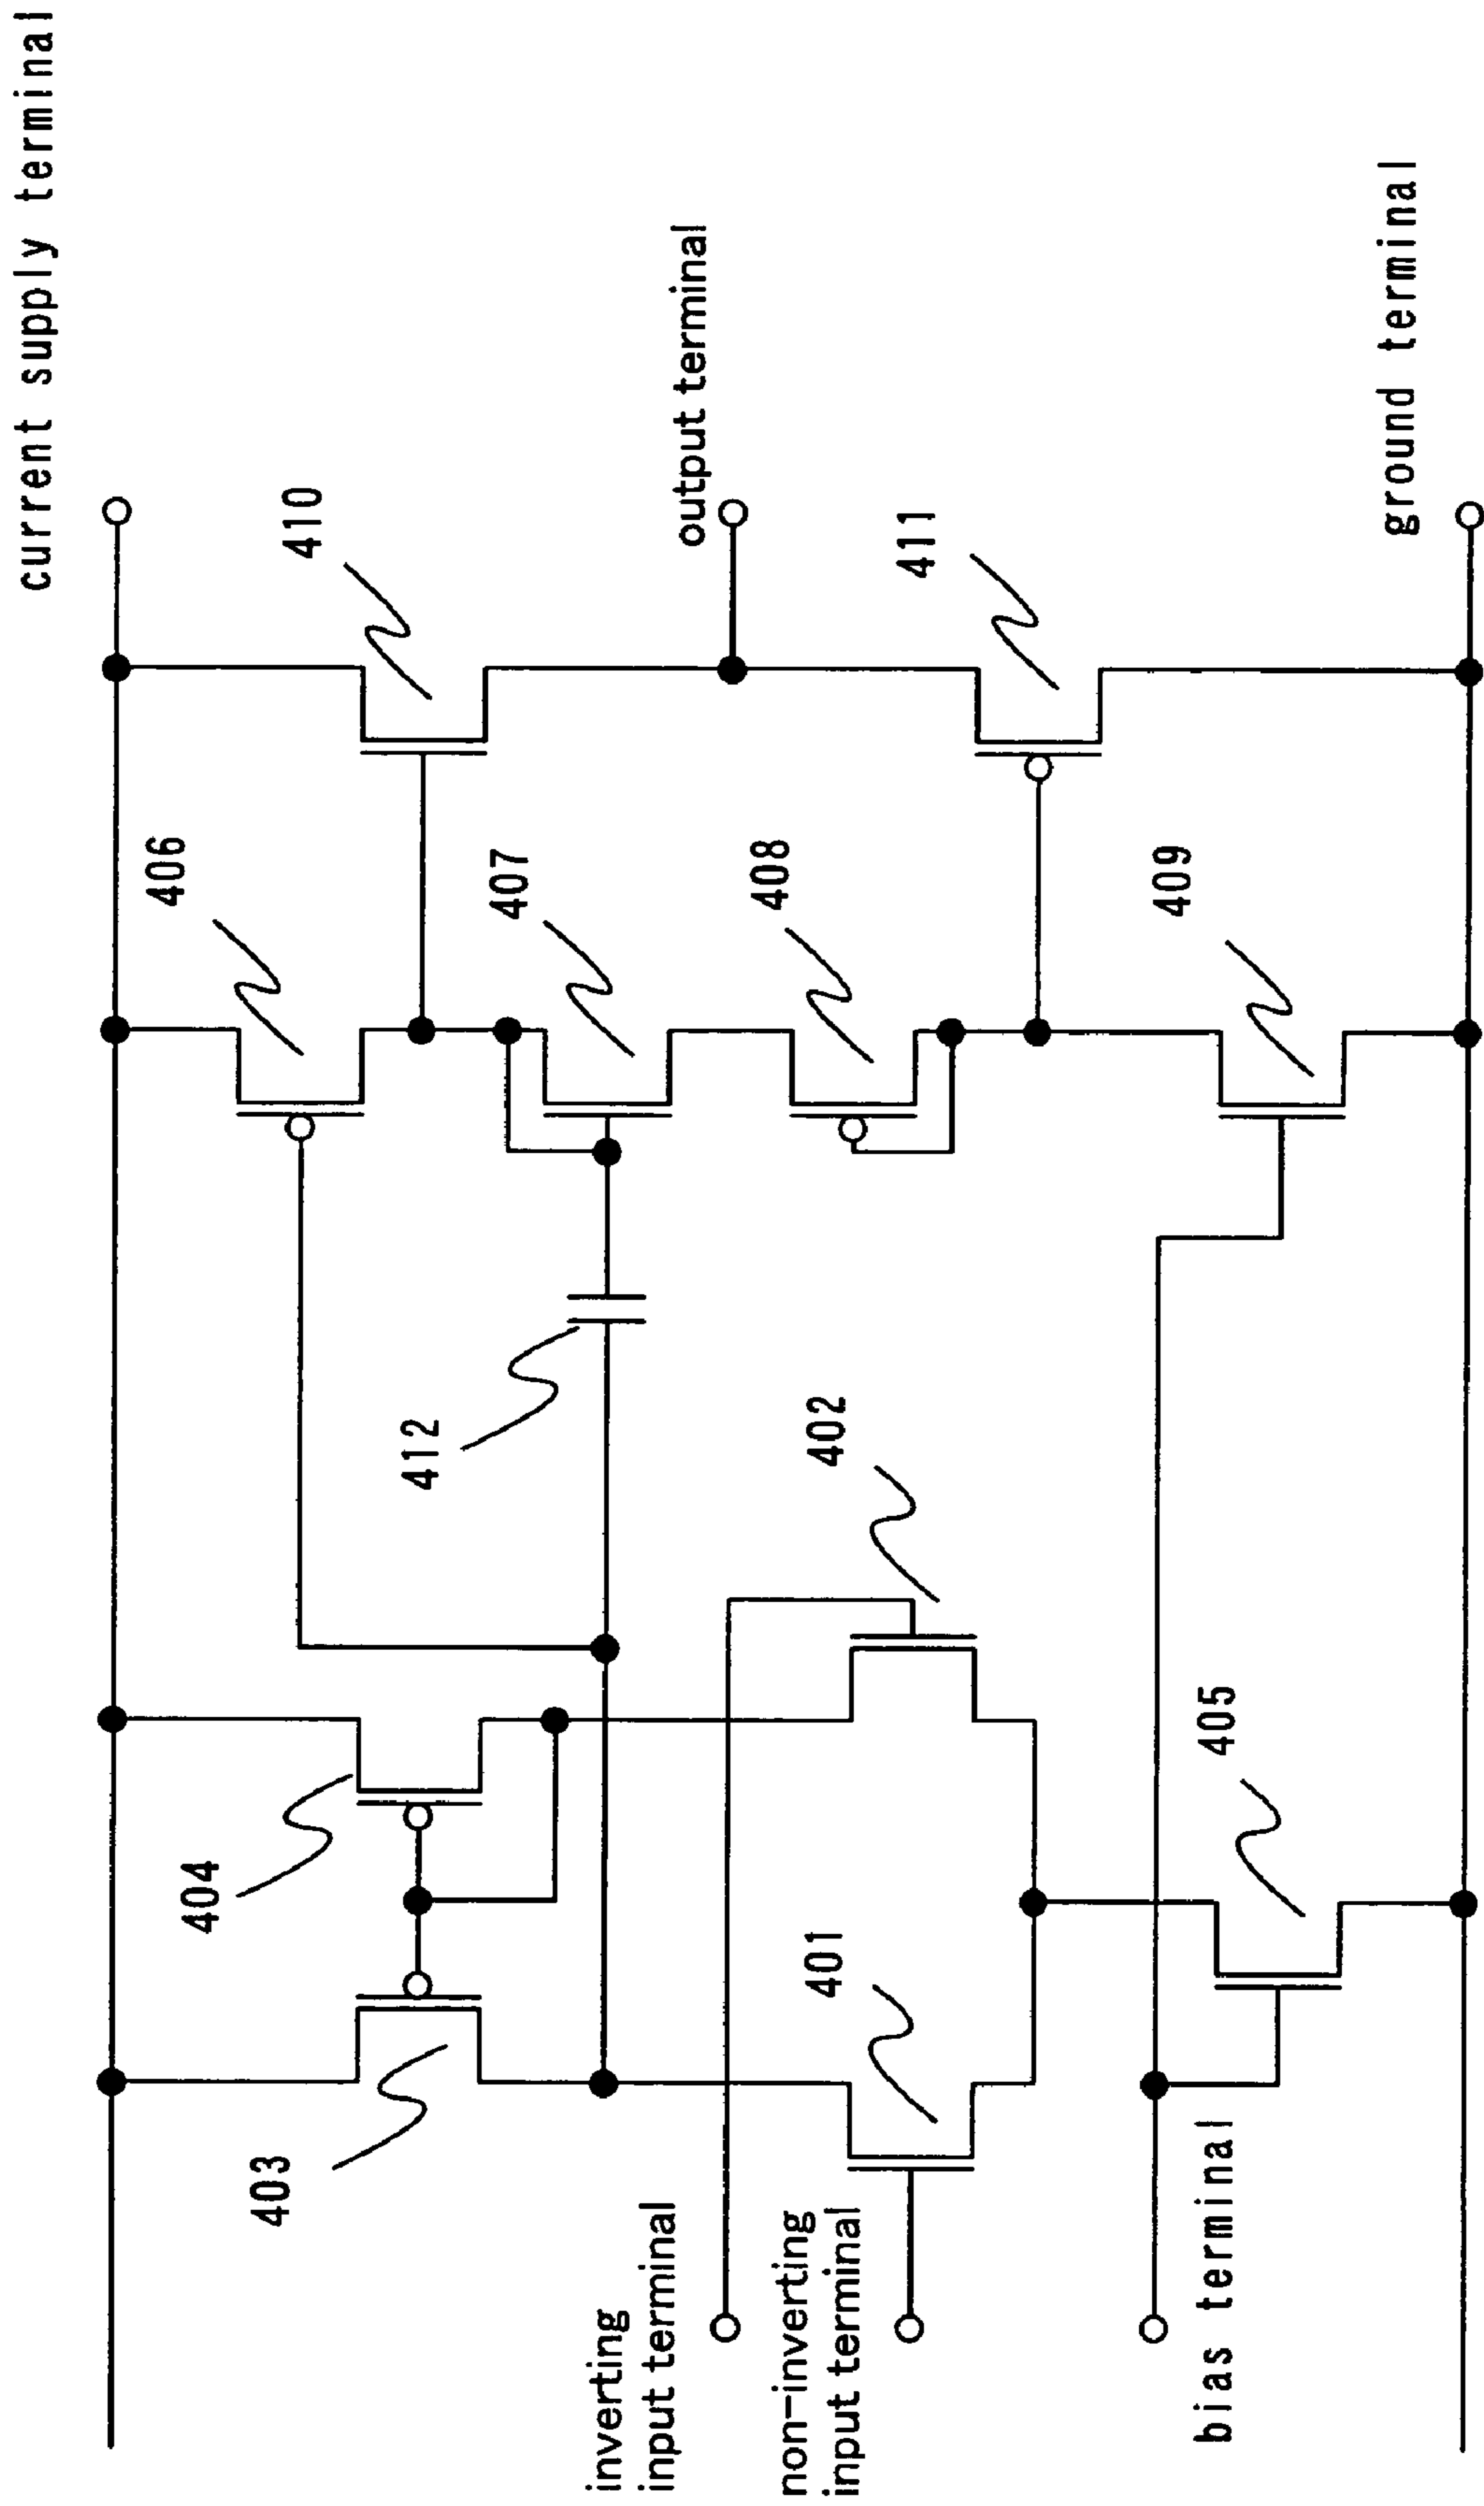 current supply terminal
410
406
output terminal
407
411
408
412
402
404
409
403
401
405
ground terminal
inverting
input terminal
non-inverting
input terminal
bias terminal